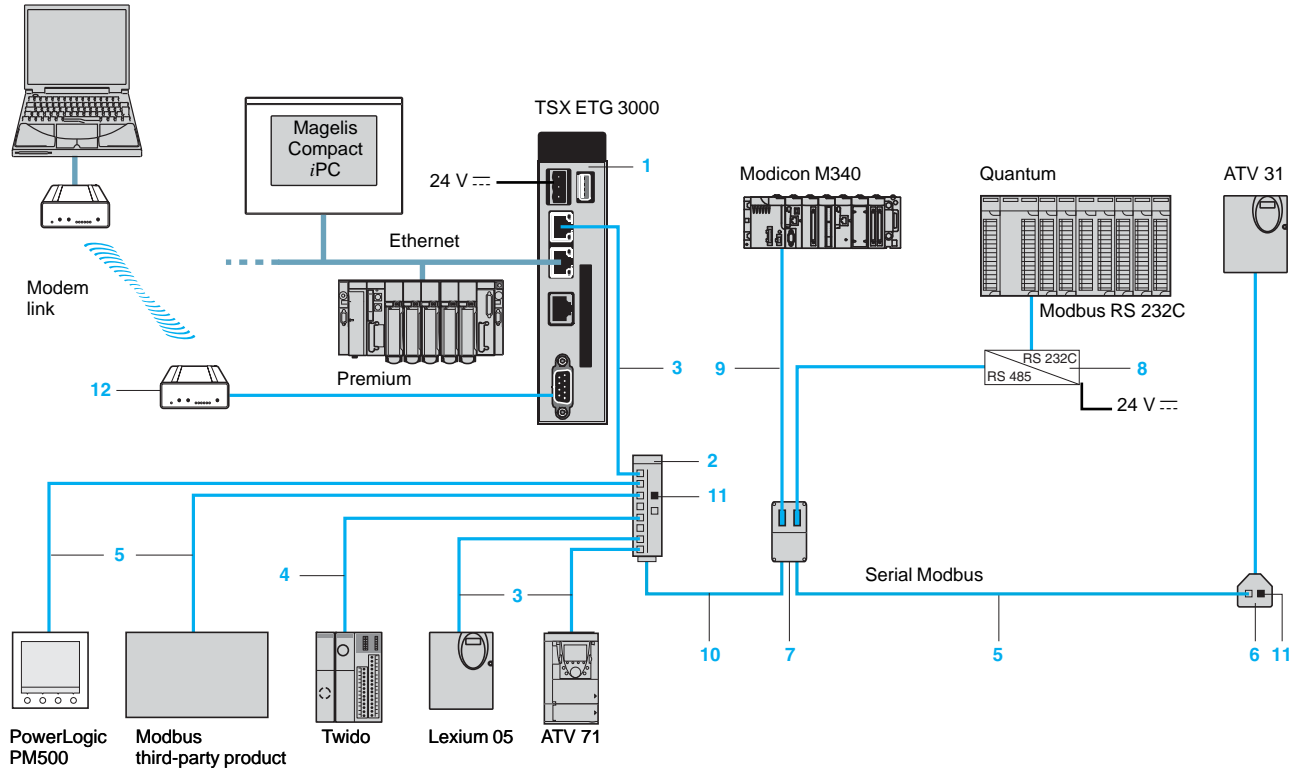 TSX ETG 3000
Magelis
Compact
iPC
24 V
1
Modicon M340
Quantum
ATV 31
Ethernet
Modem
link
Modbus RS 232C
RS 232C
RS 485
8
24 V
Premium
3
9
12
2
11
5
4
3
Serial Modbus
10
7
5
6
11
PowerLogic
PM500
Modbus
third-party product
Twido
Lexium 05
ATV 71